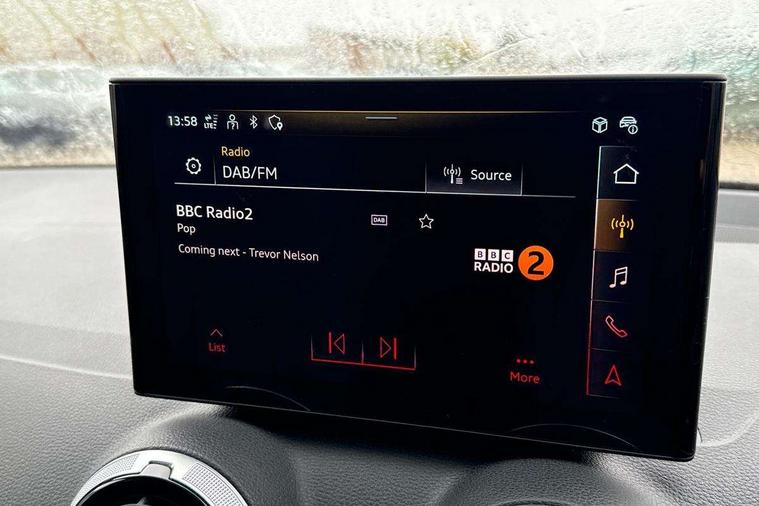 13:58 LTE
Radio
DAB/FM
Source
BBC Radio2
DAB
Pop
Coming next - Trevor Nelson
BBC
RADIO 2
List
More